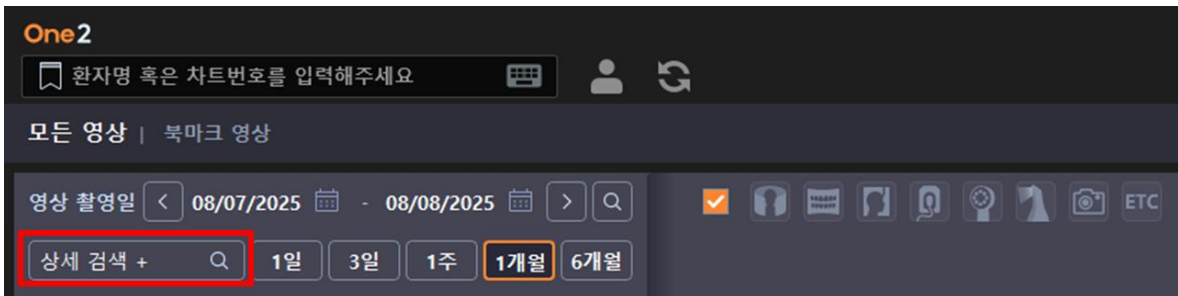 One2
환자명 혹은 차트번호를 입력해주세요
모든 영상 | 북마크 영상
영상 촬영일 < 08/07/2025 - 08/08/2025 >
ETC
상세 검색 + 1일 3일 1주 1개월 6개월